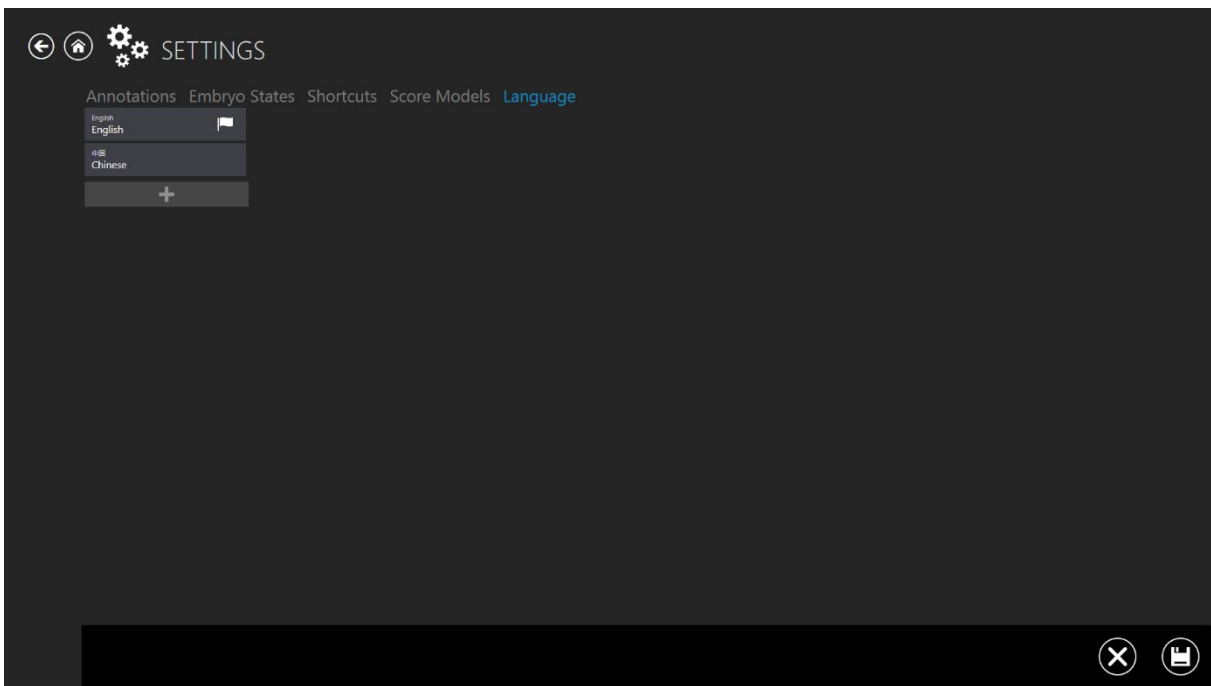 SETTINGS
Annotations Embryo States Shortcuts Score Models Language
English
English
中国
Chinese